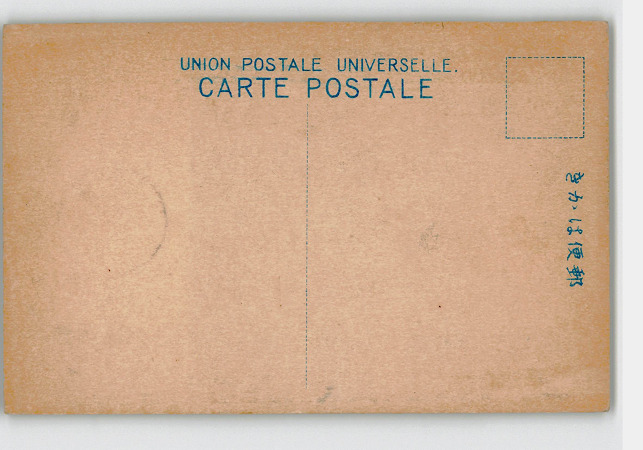 UNION POSTALE UNIVERSELLE.
CARTE POSTALE
きかは便郵